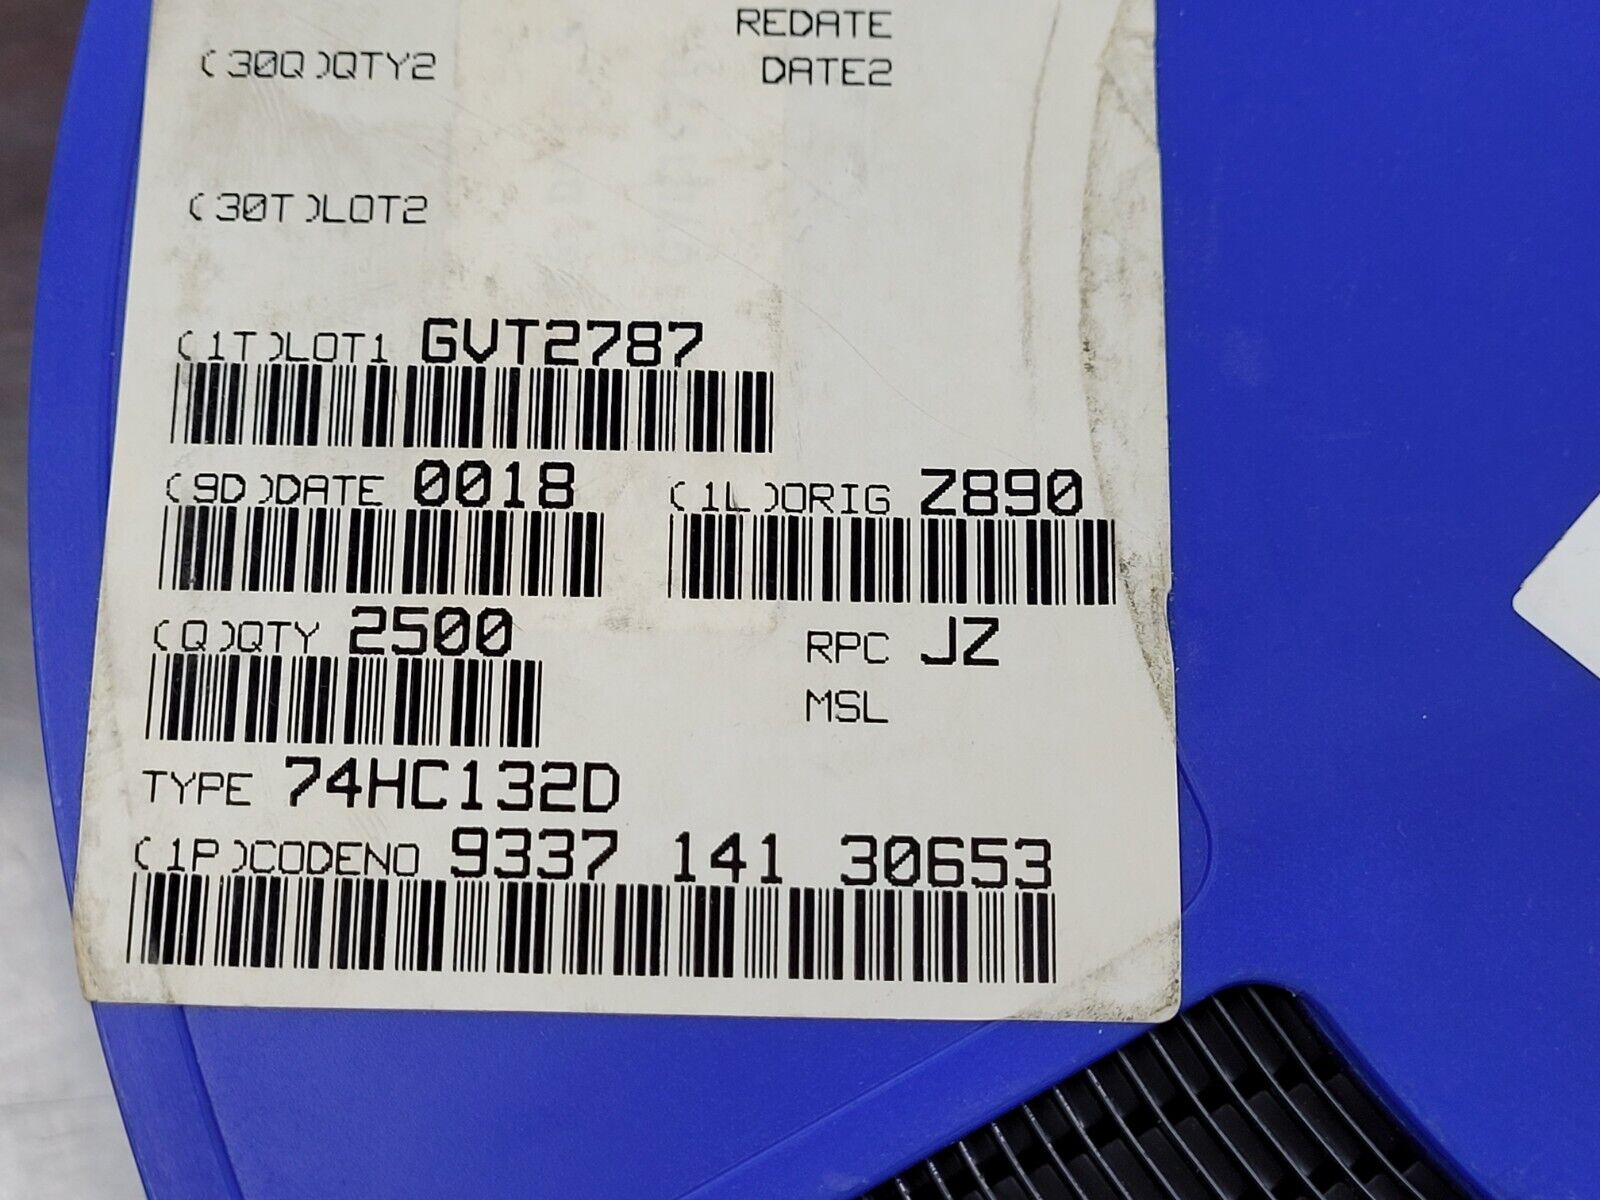 REDATE
(30Q)QTY2 DATE2
(30T)LOT2
(1T)LOT1 GVT2787
(9D)DATE 0018 (1L)ORIG Z890
(Q)QTY 2500 RPC JZ
MSL
TYPE 74HC132D
(1P)CODENO 9337 141 30653